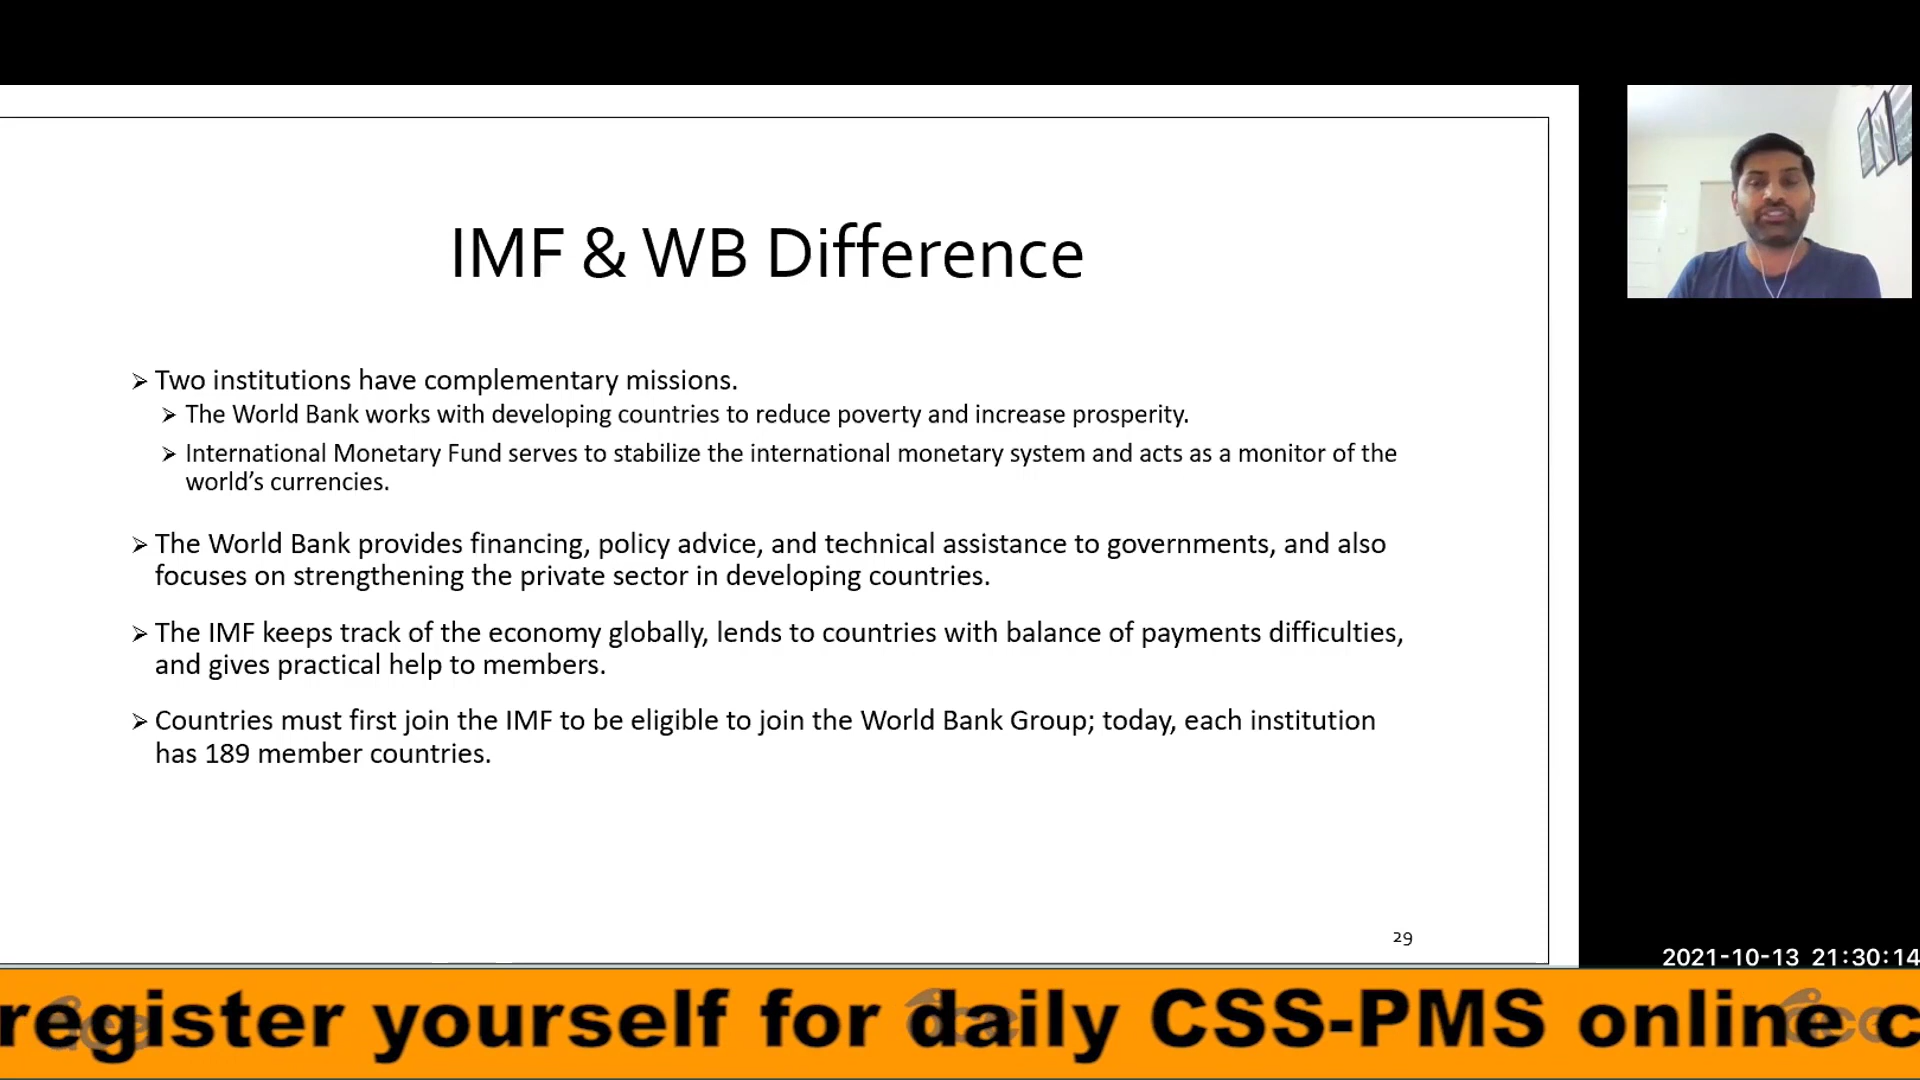 IMF & WB Difference
➢ Two institutions have complementary missions.
➢ The World Bank works with developing countries to reduce poverty and increase prosperity.
➢ International Monetary Fund serves to stabilize the international monetary system and acts as a monitor of the
world’s currencies.
➢ The World Bank provides financing, policy advice, and technical assistance to governments, and also
focuses on strengthening the private sector in developing countries.
➢ The IMF keeps track of the economy globally, lends to countries with balance of payments difficulties,
and gives practical help to members.
➢ Countries must first join the IMF to be eligible to join the World Bank Group; today, each institution
has 189 member countries.
29
2021-10-13 21:30:14
register yourself for daily CSS-PMS online c